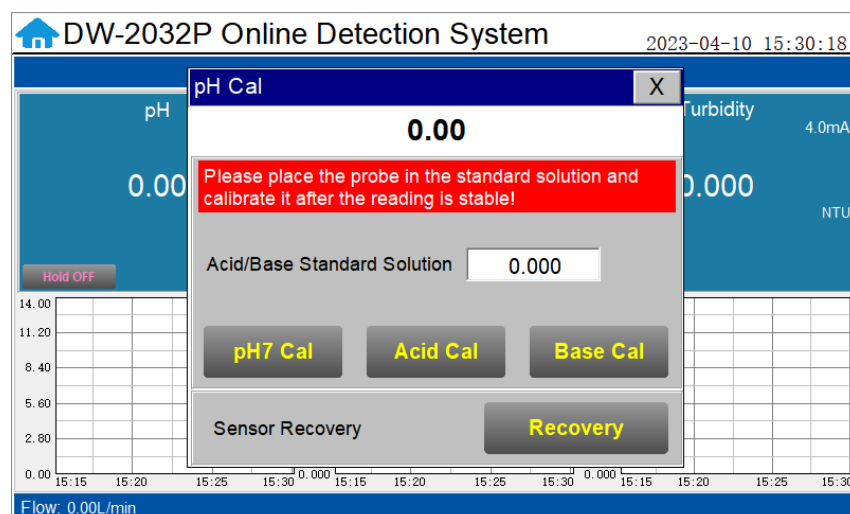 DW-2032P Online Detection System
2023-04-10 15:30:18
pH Cal
X
0.00
pH
0.00
Hold OFF
Turbidity
4.0mA
0.000
NTU
Please place the probe in the standard solution and
calibrate it after the reading is stable!
Acid/Base Standard Solution 0.000
pH7 Cal Acid Cal Base Cal
Sensor Recovery Recovery
14.00
11.20
8.40
5.60
2.80
0.00
15:15 15:20 15:25 15:30
0.000
15:15 15:20 15:25 15:30
0.000
15:15 15:20 15:25 15:30
Flow: 0.00L/min